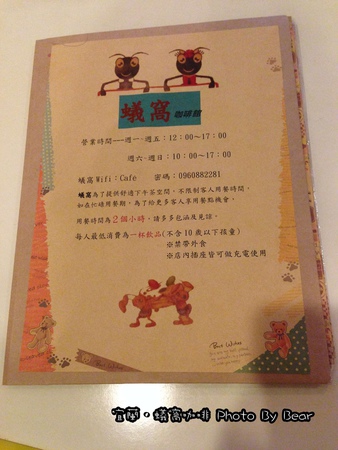 蟻窩 咖啡館
營業時間---週一~週五：12：00～17：00
週六~週日：10：00～17：00
蟻窩Wifi：Cafe 密碼：0960882281
蟻窩為了提供舒適下午茶空間，不限制客人用餐時間，
如在忙碌用餐期，為了給更多客人享用餐點機會，
用餐時間為2個小時，請多多包涵及見諒。
每人最低消費為一杯飲品(不含10歲以下孩童)
※禁帶外食
※店內插座皆可做充電使用
Best Wishes
Best Wishes
宜蘭·蟻窩咖啡 Photo By Bear